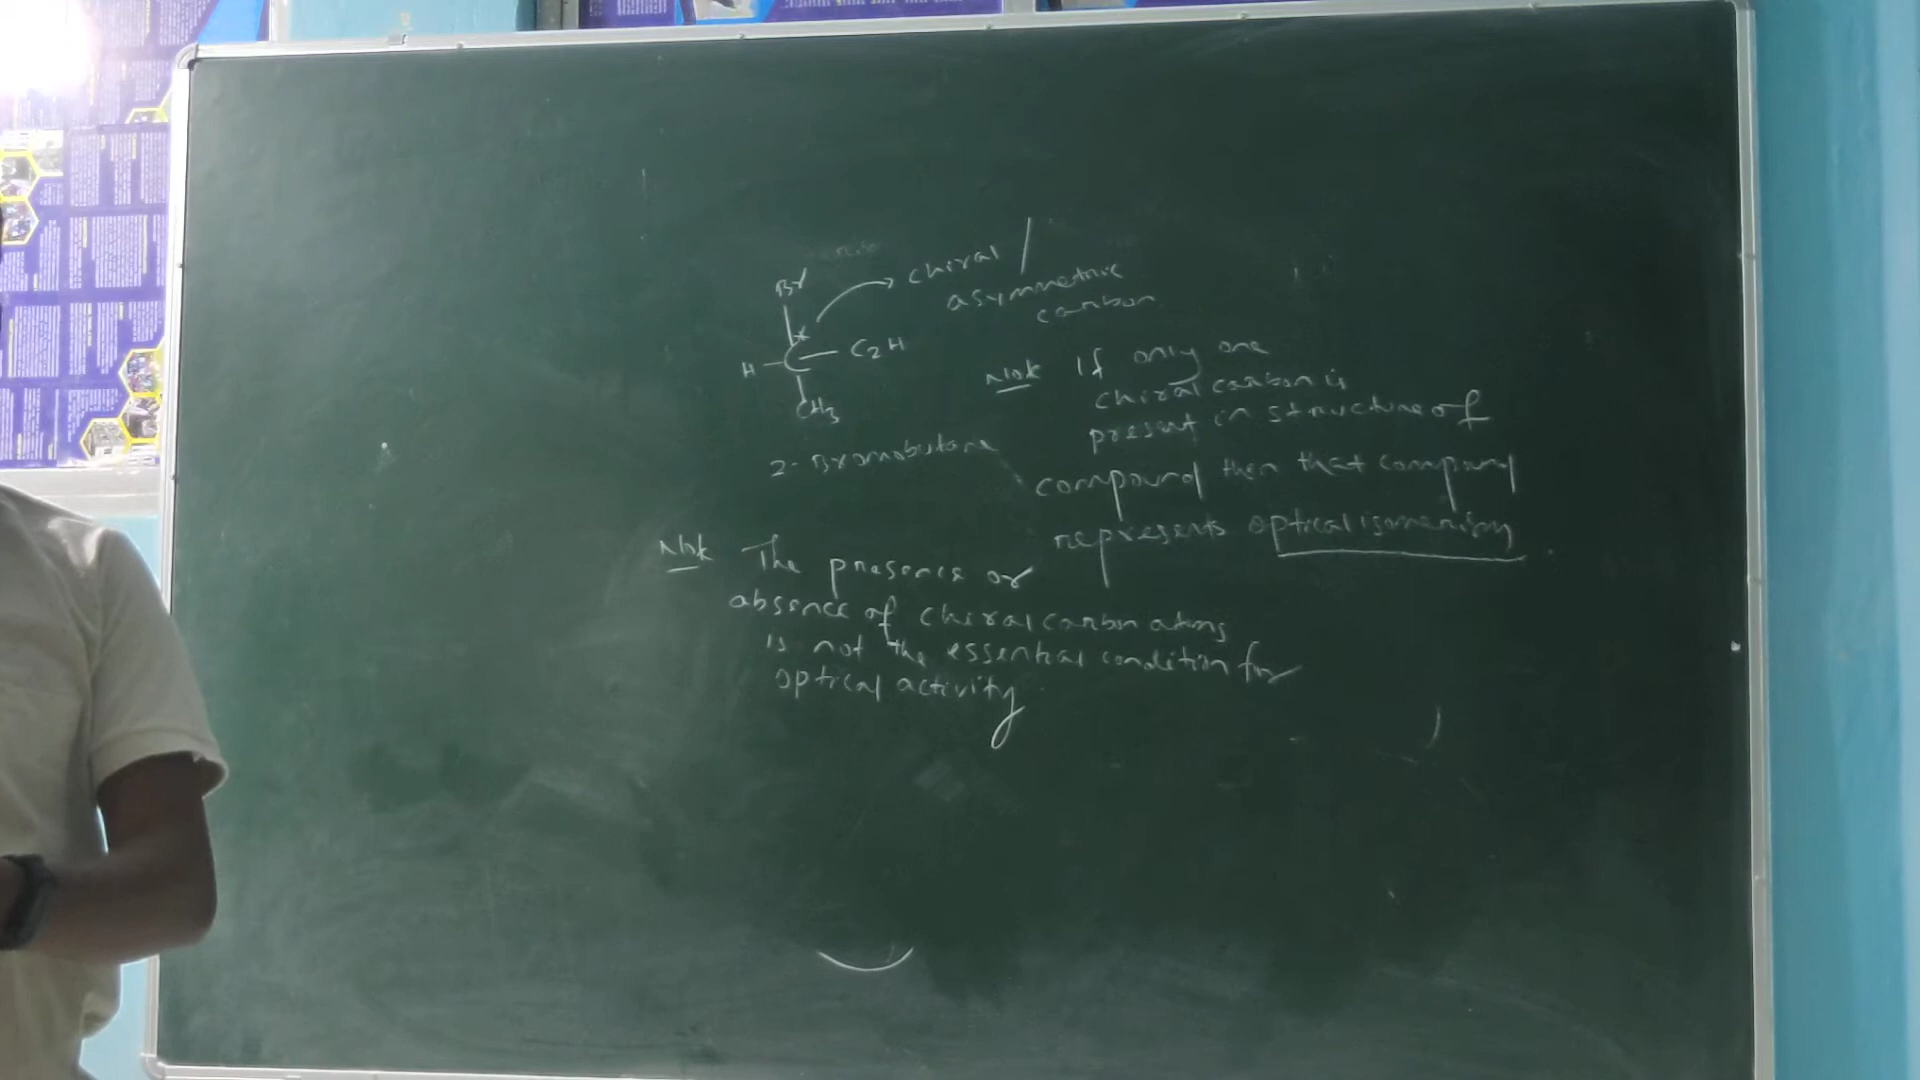 Br
chiral /
asymmetric
carbon
*
H - C - C2H
CH3
2-Bromobutane
Note If only one
chiral carbon is
present in structure of
compound then that compound
represents optical isomerism.
Note The presence or
absence of chiral carbon atoms
is not the essential condition for
optical activity